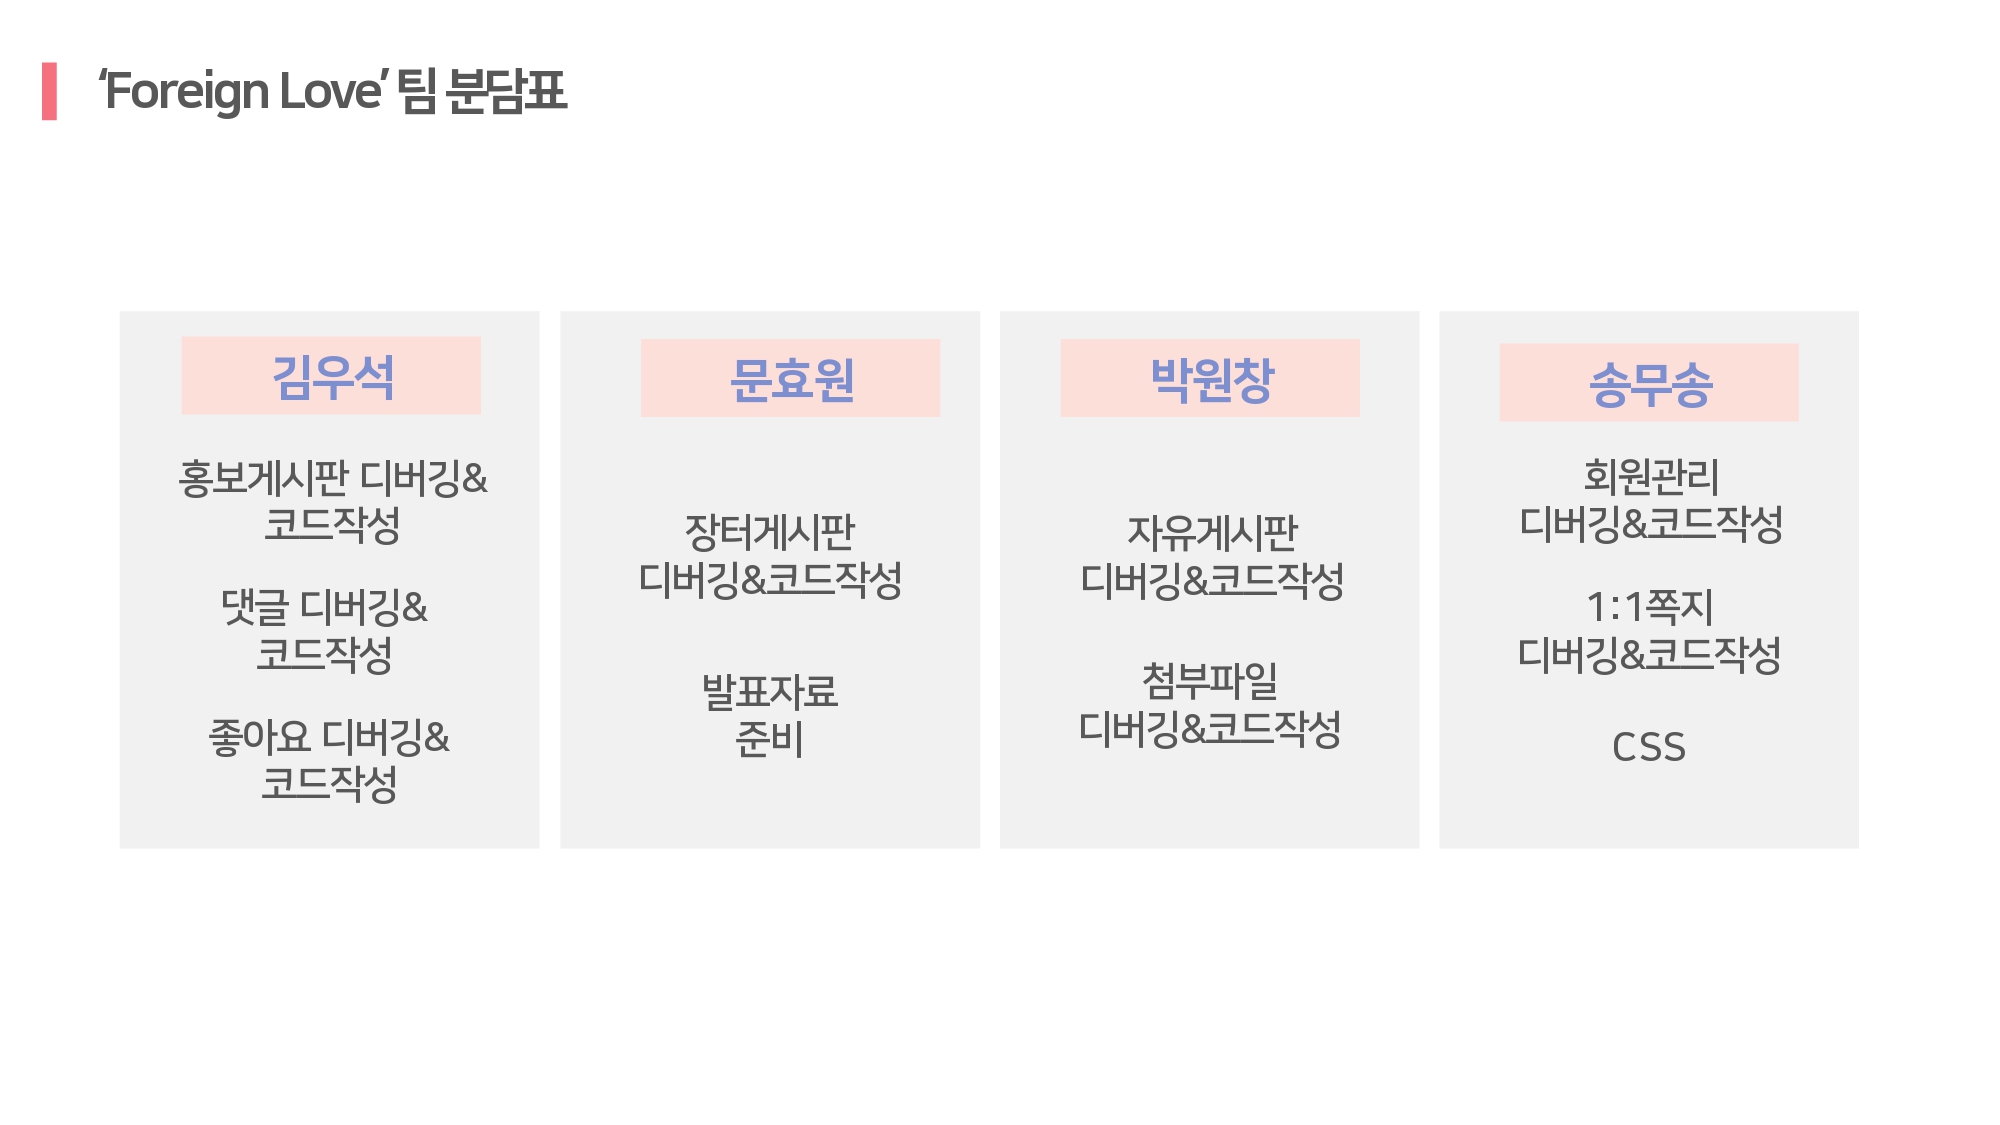 ‘Foreign Love’ 팀 분담표
김우석
홍보게시판 디버깅&
코드작성
댓글 디버깅&
코드작성
좋아요 디버깅&
코드작성
문효원
장터게시판
디버깅&코드작성
발표자료
준비
박원창
자유게시판
디버깅&코드작성
첨부파일
디버깅&코드작성
송무송
회원관리
디버깅&코드작성
1:1쪽지
디버깅&코드작성
CSS